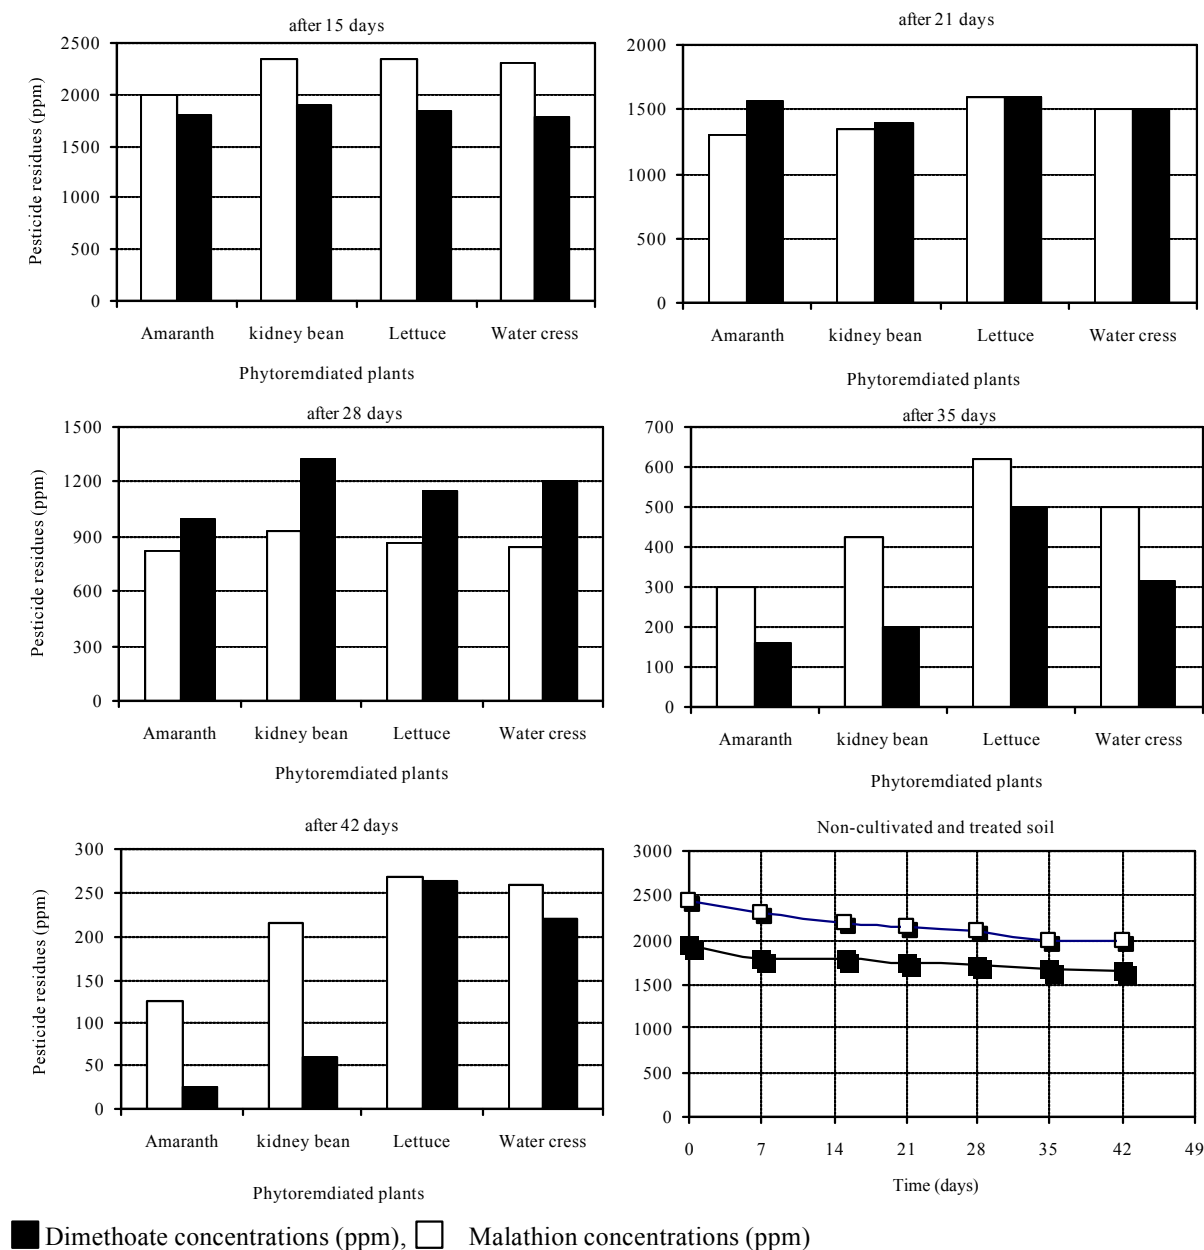 after 15 days
Pesticide residues (ppm)
2500
2000
1500
1000
500
0
Amaranth kidney bean Lettuce Water cress
Phytoremdiated plants
after 21 days
2000
1500
1000
500
0
Amaranth kidney bean Lettuce Water cress
Phytoremdiated plants
after 28 days
Pesticide residues (ppm)
1500
1200
900
600
300
0
Amaranth kidney bean Lettuce Water cress
Phytoremdiated plants
after 35 days
700
600
500
400
300
200
100
0
Amaranth kidney bean Lettuce Water cress
Phytoremdiated plants
after 42 days
Pesticide residues (ppm)
300
250
200
150
100
50
0
Amaranth kidney bean Lettuce Water cress
Phytoremdiated plants
Non-cultivated and treated soil
3000
2500
2000
1500
1000
500
0
0 7 14 21 28 35 42 49
Time (days)
Dimethoate concentrations (ppm), Malathion concentrations (ppm)